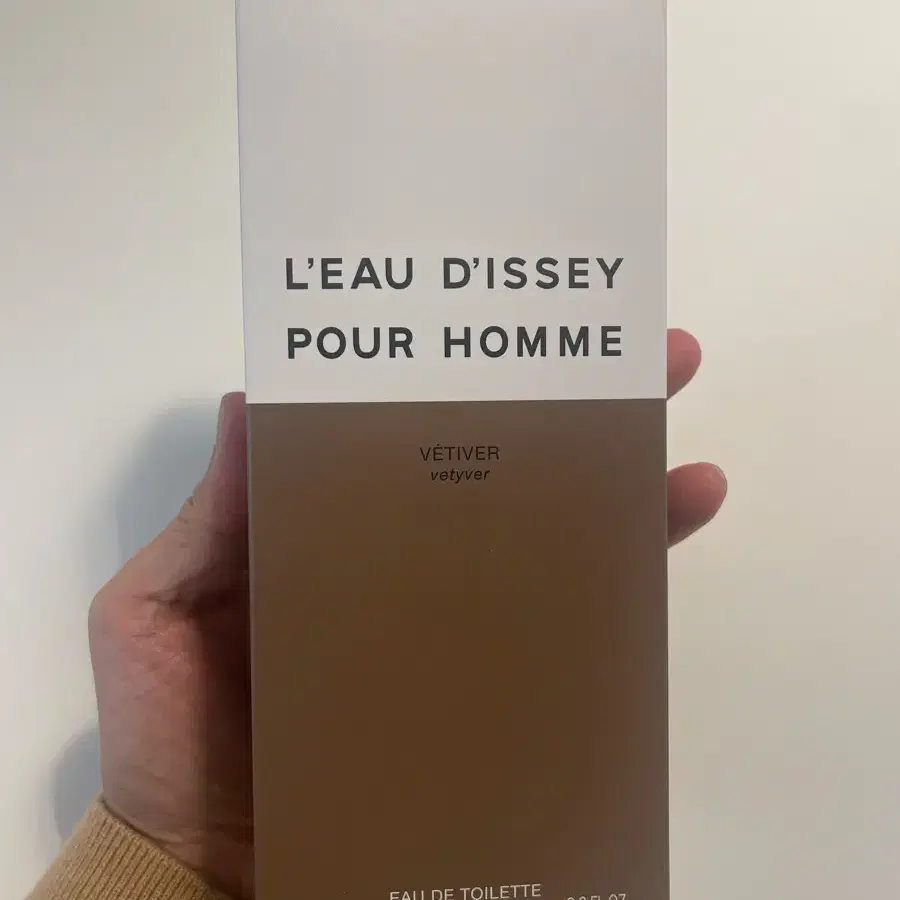 L'EAU D'ISSEY
POUR HOMME
VÉTIVER
vetyver
EAU DE TOILETTE